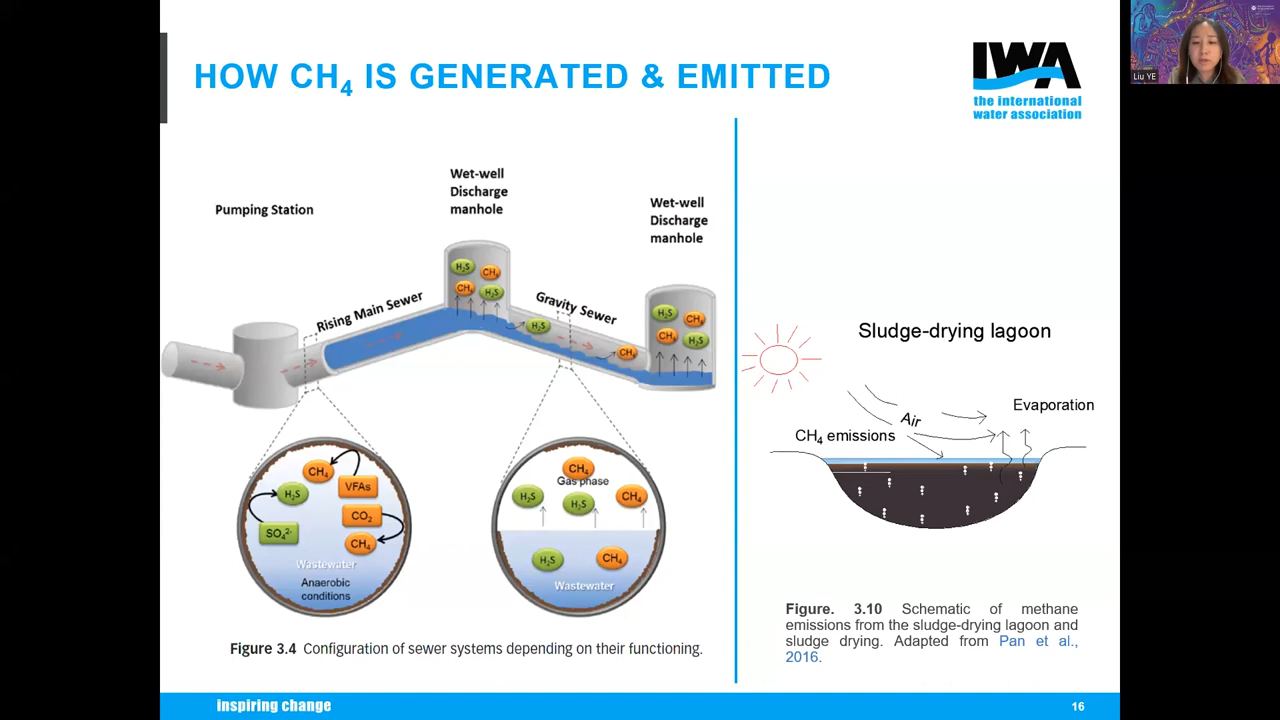 HOW CH4 IS GENERATED & EMITTED
IWA
the international
water association
Liu YE
Pumping Station
Wet-well
Discharge
manhole
Wet-well
Discharge
manhole
Rising Main Sewer
Gravity Sewer
H2S
CH4
CH4
H2S
H2S
CH4
H2S
CH4
CH4
H2S
CH4
VFAs
H2S
CO2
SO4²-
CH4
Wastewater
Anaerobic
conditions
CH4
Gas phase
H2S
H2S
CH4
H2S
CH4
Wastewater
Figure 3.4 Configuration of sewer systems depending on their functioning.
Sludge-drying lagoon
Evaporation
Air
CH4 emissions
Figure. 3.10 Schematic of methane
emissions from the sludge-drying lagoon and
sludge drying. Adapted from Pan et al.,
2016.
inspiring change
16